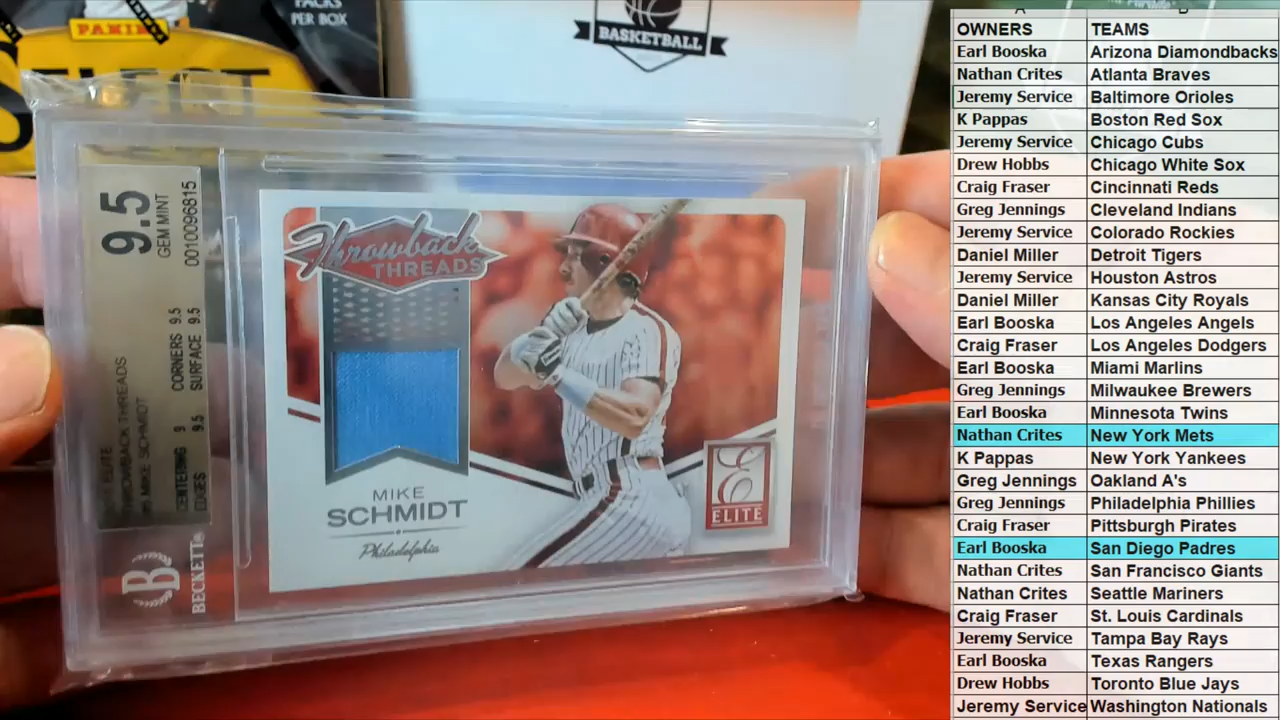 PACKS
PER BOX
PANINI
BASKETBALL
9.5
GEM MINT
0010096815
ELITE
THROWBACK THREADS
MIKE SCHMIDT
CENTERING 9 CORNERS 9.5
EDGES 9.5 SURFACE 9.5
B
BECKETT®
Throwback
THREADS
MIKE
SCHMIDT
Philadelphia
E
ELITE
OWNERS TEAMS
Earl Booska Arizona Diamondbacks
Nathan Crites Atlanta Braves
Jeremy Service Baltimore Orioles
K Pappas Boston Red Sox
Jeremy Service Chicago Cubs
Drew Hobbs Chicago White Sox
Craig Fraser Cincinnati Reds
Greg Jennings Cleveland Indians
Jeremy Service Colorado Rockies
Daniel Miller Detroit Tigers
Jeremy Service Houston Astros
Daniel Miller Kansas City Royals
Earl Booska Los Angeles Angels
Craig Fraser Los Angeles Dodgers
Earl Booska Miami Marlins
Greg Jennings Milwaukee Brewers
Earl Booska Minnesota Twins
Nathan Crites New York Mets
K Pappas New York Yankees
Greg Jennings Oakland A's
Greg Jennings Philadelphia Phillies
Craig Fraser Pittsburgh Pirates
Earl Booska San Diego Padres
Nathan Crites San Francisco Giants
Nathan Crites Seattle Mariners
Craig Fraser St. Louis Cardinals
Jeremy Service Tampa Bay Rays
Earl Booska Texas Rangers
Drew Hobbs Toronto Blue Jays
Jeremy Service Washington Nationals